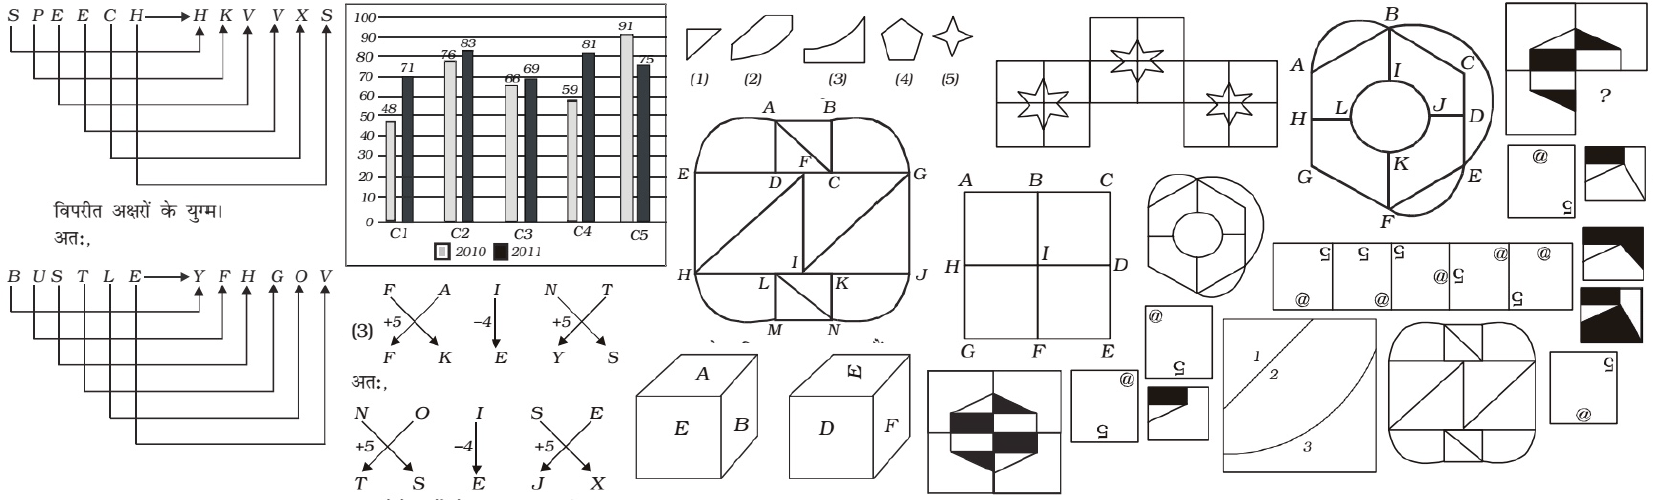 S P E E C H → H K V V X S
विपरीत अक्षरों के युग्म।
अत:,
B U S T L E → Y F H G O V
100
90
80
70
60
50
40
30
20
10
0
48 71 76 83 66 69 59 81 91 75
C1 C2 C3 C4 C5
2010 2011
F A I N T
(3) +5 -4 +5
F K E Y S
अत:,
N O I S E
+5 -4 +5
T S E J X
(1) (2) (3) (4) (5)
A B
F
E D C G
I
H L K J
M N
A
E B
E
D F
A B C
H I D
G F E
@
5
@
5
B
A I C
H L J D
G K E
F
?
@
5
5 5 5 @ @
@ @ @ 5 5
1
2
3
5
@